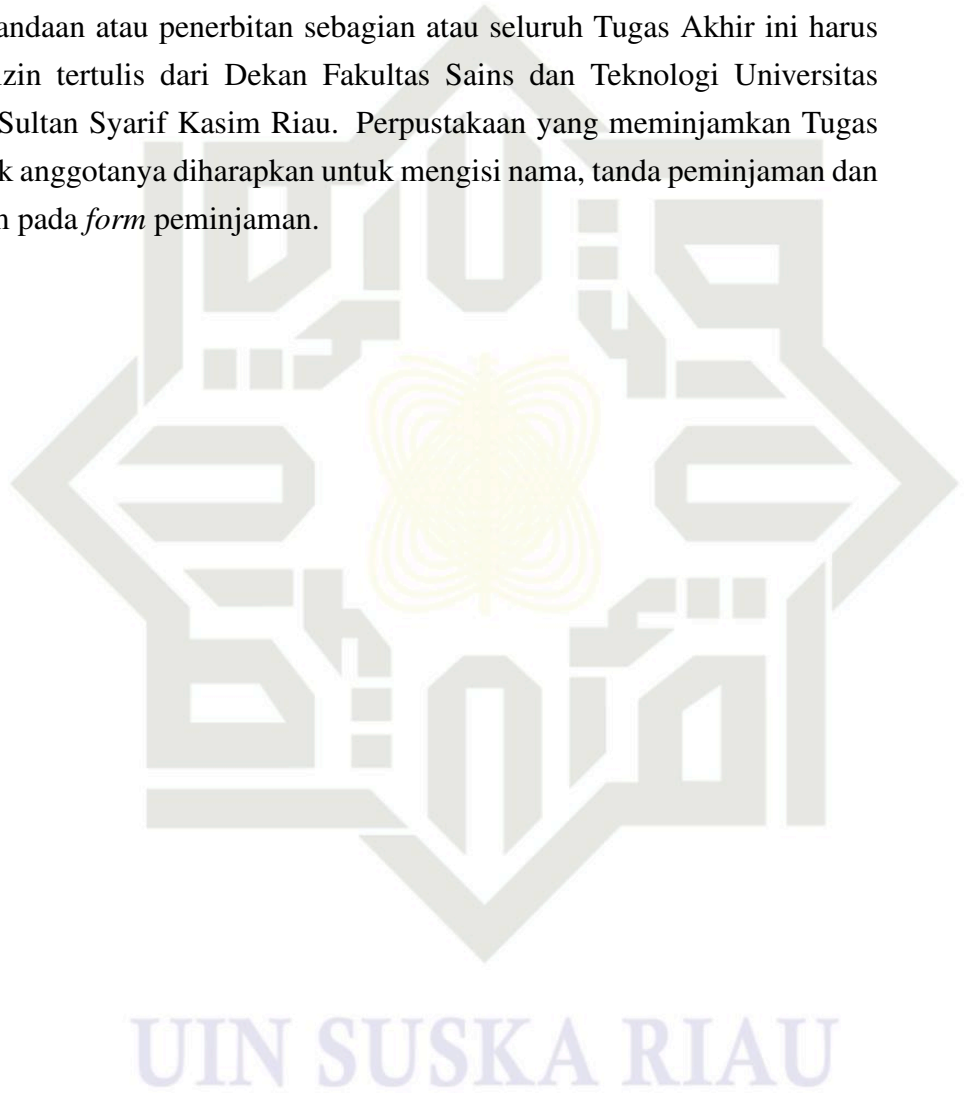 andaan atau penerbitan sebagian atau seluruh Tugas Akhir ini harus
izin tertulis dari Dekan Fakultas Sains dan Teknologi Universitas
Sultan Syarif Kasim Riau. Perpustakaan yang meminjamkan Tugas
k anggotanya diharapkan untuk mengisi nama, tanda peminjaman dan
pada form peminjaman.
UIN SUSKA RIAU